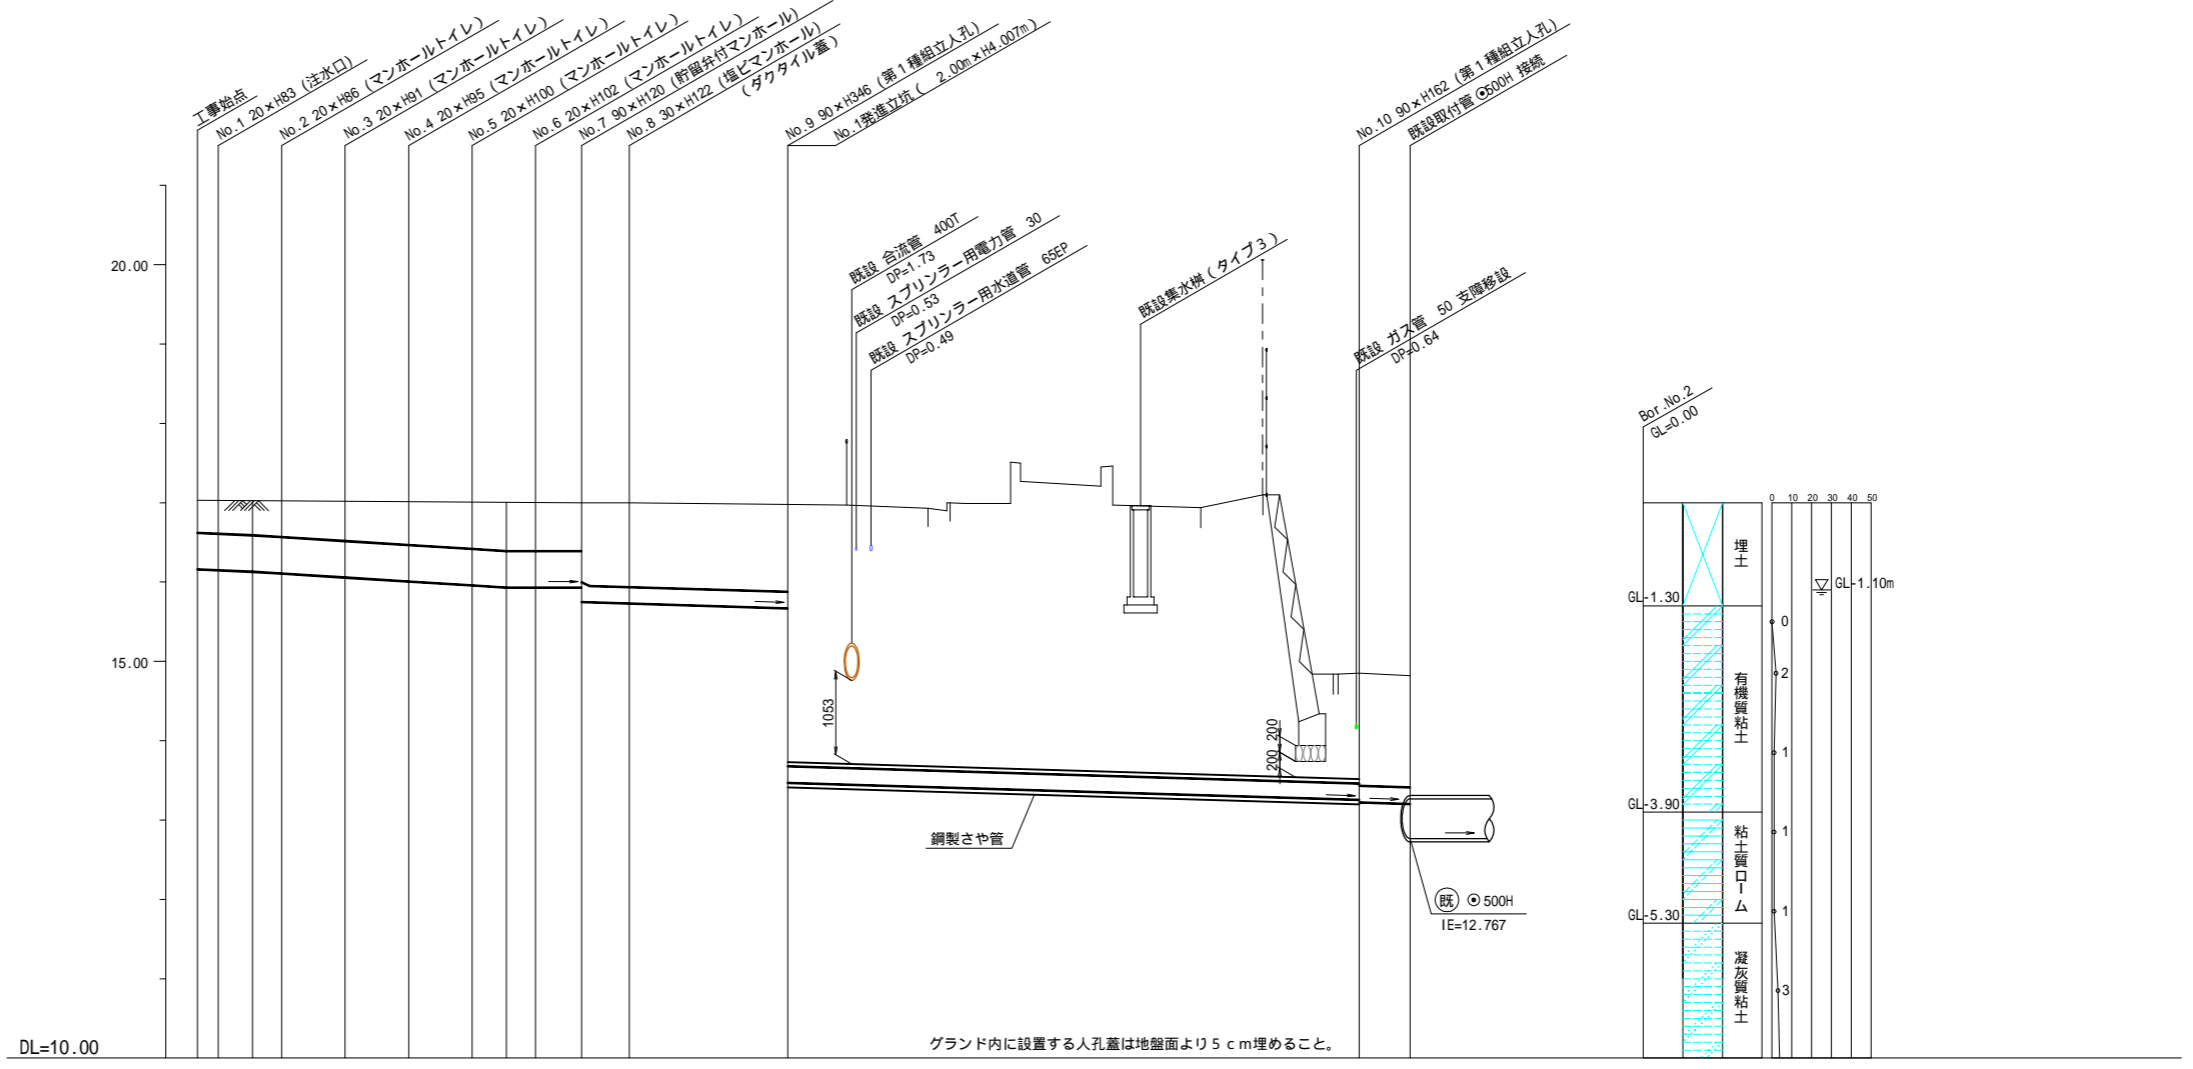 工事始点
No.1 20×H83 (注水口)
No.2 20×H86 (マンホールトイレ)
No.3 20×H91 (マンホールトイレ)
No.4 20×H95 (マンホールトイレ)
No.5 20×H100 (マンホールトイレ)
No.6 20×H102 (マンホールトイレ)
No.7 90×H120 (貯留弁付マンホール)
No.8 30×H122 (塩ビマンホール)
(ダクタイル蓋)
No.9 90×H346 (第1種組立人孔)
No.1発進立坑( 2.00m×H4.007m)
No.10 90×H162 (第1種組立人孔)
既設取付管⦿500H 接続
20.00
15.00
DL=10.00
既設 合流管 400T
DP=1.73
既設 スプリンラー用電力管 30
DP=0.53
既設 スプリンラー用水道管 65EP
DP=0.49
既設集水桝(タイプ3)
既設 ガス管 50 支障移設
DP=0.64
1053
200
200
鋼製さや管
既 ⦿500H
IE=12.767
グランド内に設置する人孔蓋は地盤面より5cm埋めること。
Bor.No.2
GL=0.00
0 10 20 30 40 50
埋土
GL-1.10m
GL-1.30
0
2
有機質粘土
1
GL-3.90
1
粘土質ローム
1
GL-5.30
凝灰質粘土
3